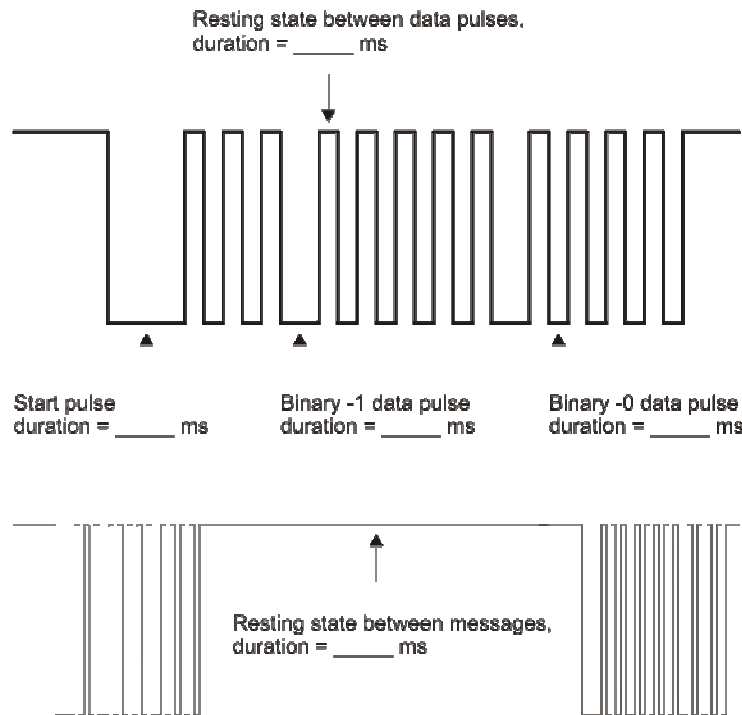 Resting state between data pulses,
duration = _____ ms
Start pulse
duration = _____ ms
Binary -1 data pulse
duration = _____ ms
Binary -0 data pulse
duration = _____ ms
Resting state between messages,
duration = _____ ms